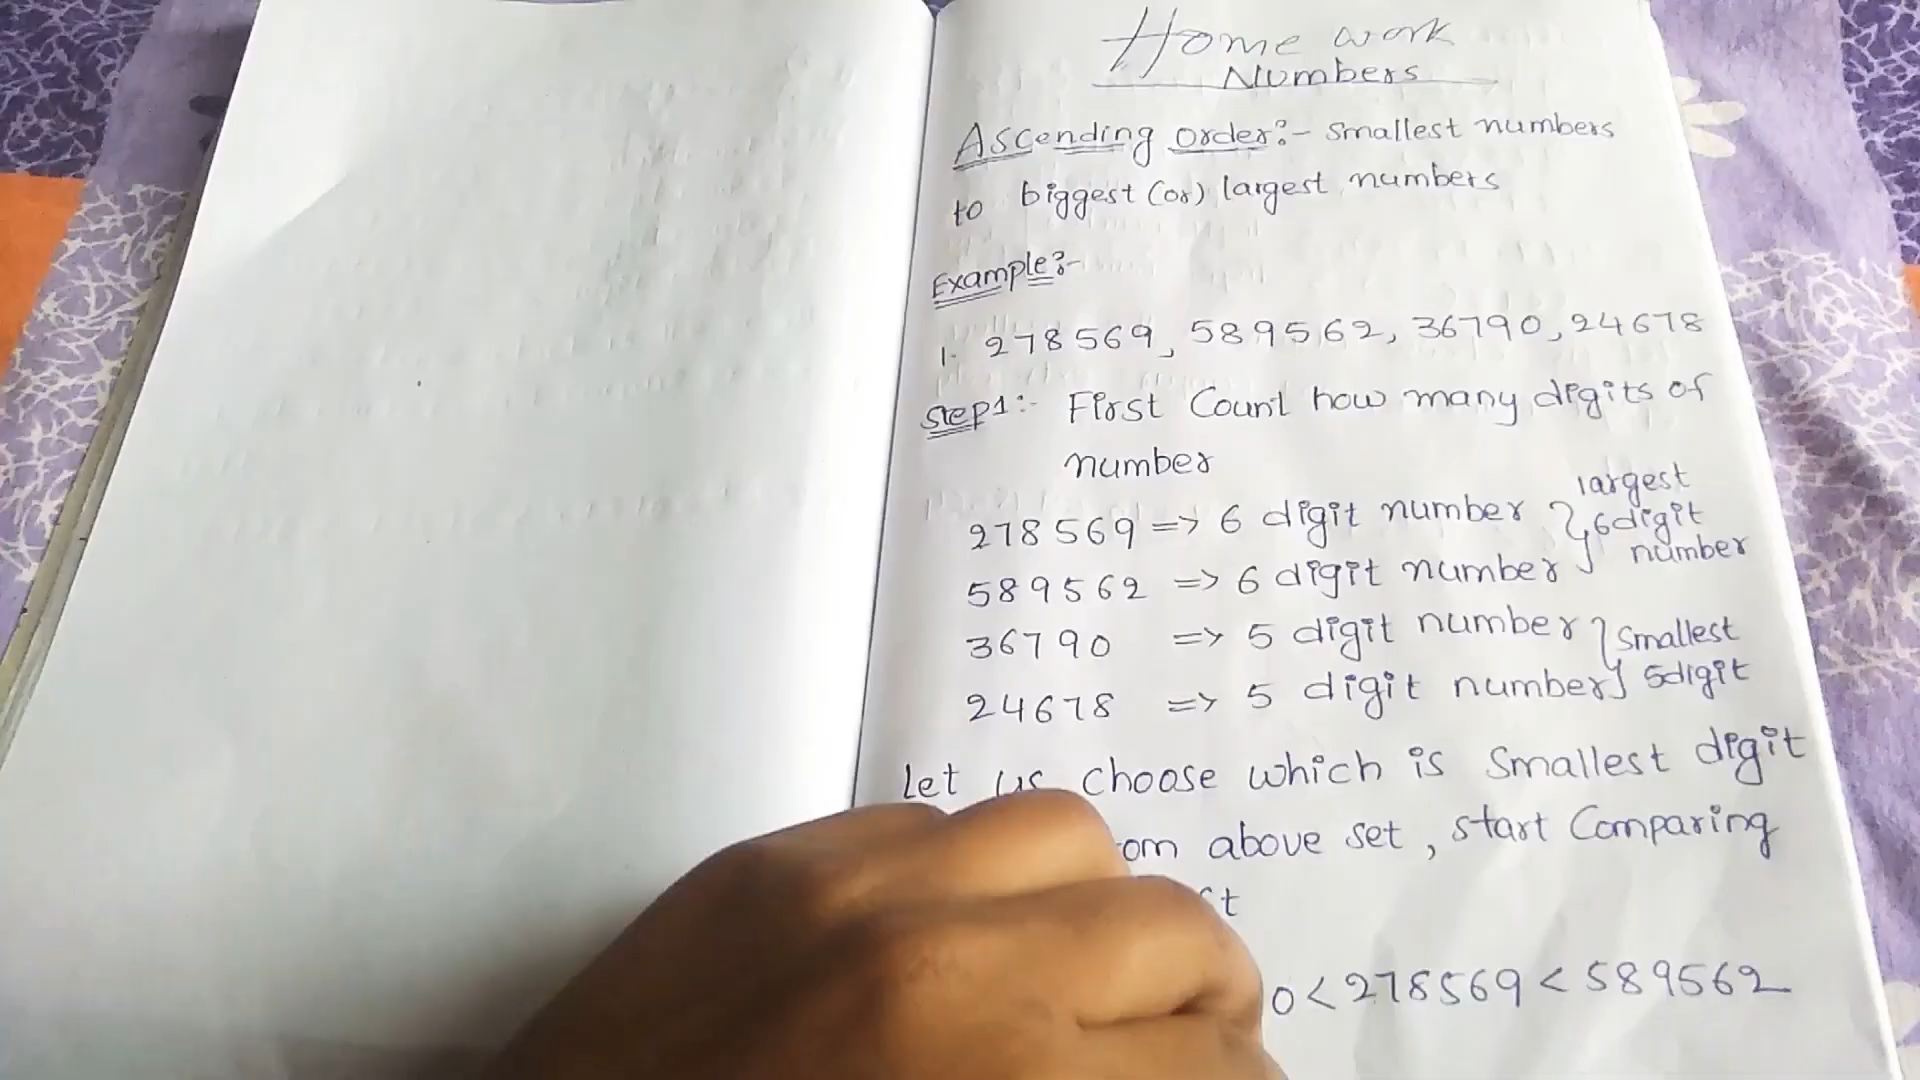 Home work
Numbers
Ascending order:- smallest numbers
to biggest (or) largest numbers
Example:-
1. 278569, 589562, 36790, 24678
Step1:- First Count how many digits of
number
278569 => 6 digit number
589562 => 6 digit number
largest
6digit
number
36790 => 5 digit number
24678 => 5 digit number
smallest
5digit
Let us choose which is smallest digit
om above set, start Comparing
t
0 < 278569 < 589562